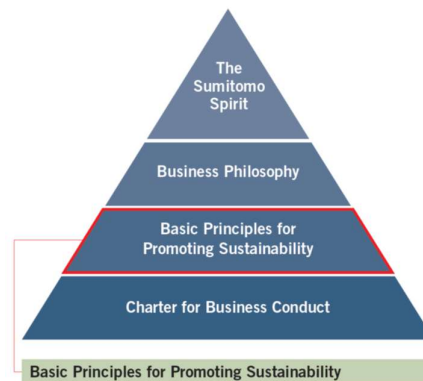 The
Sumitomo
Spirit
Business Philosophy
Basic Principles for
Promoting Sustainability
Charter for Business Conduct
Basic Principles for Promoting Sustainability